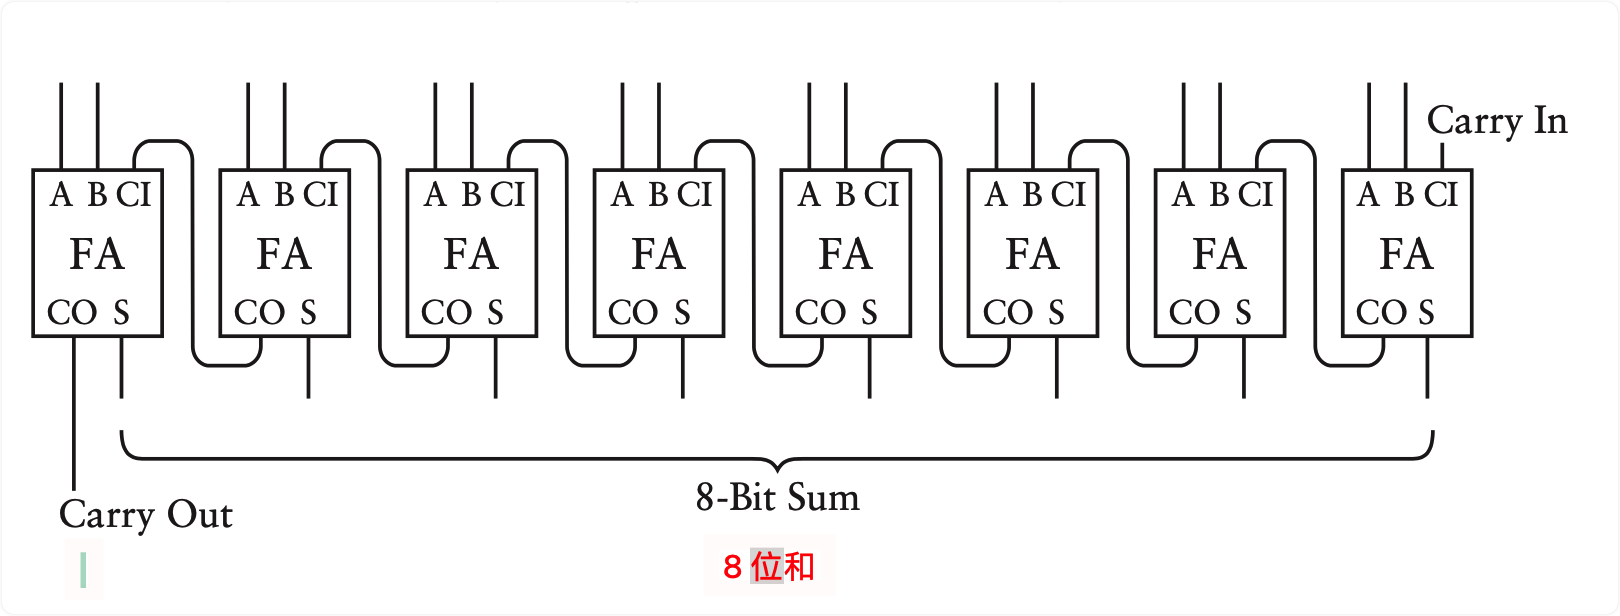 Carry In
A B CI A B CI A B CI A B CI A B CI A B CI A B CI A B CI
FA FA FA FA FA FA FA FA
CO S CO S CO S CO S CO S CO S CO S CO S
8-Bit Sum
Carry Out
8 位和